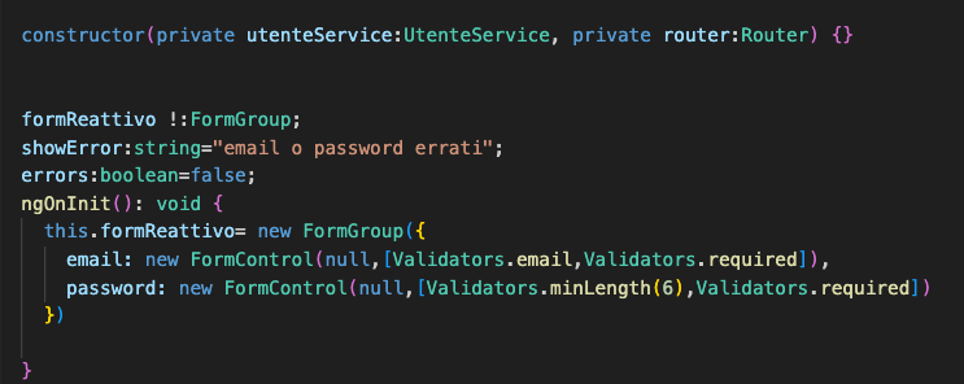 constructor(private utenteService:UtenteService, private router:Router) {}
formReattivo !:FormGroup;
showError:string="email o password errati";
errors:boolean=false;
ngOnInit(): void {
this.formReattivo= new FormGroup({
email: new FormControl(null,[Validators.email,Validators.required]),
password: new FormControl(null,[Validators.minLength(6),Validators.required])
})
}